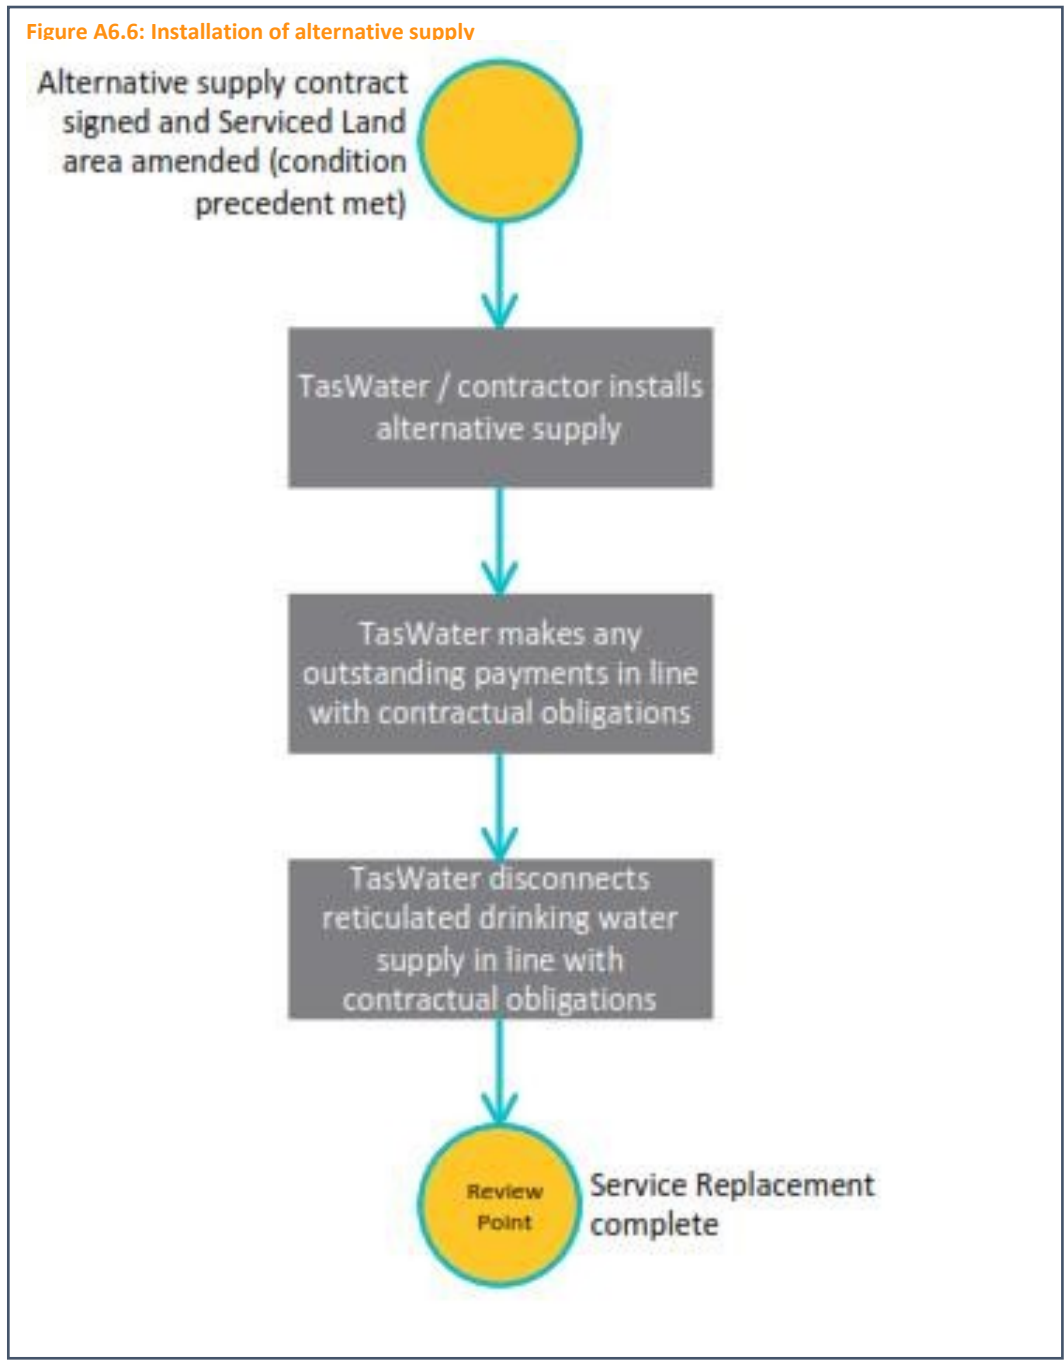 Figure A6.6: Installation of alternative supply
Alternative supply contract
signed and Serviced Land
area amended (condition
precedent met)
TasWater / contractor installs
alternative supply
TasWater makes any
outstanding payments in line
with contractual obligations
TasWater disconnects
reticulated drinking water
supply in line with
contractual obligations
Review
Point
Service Replacement
complete